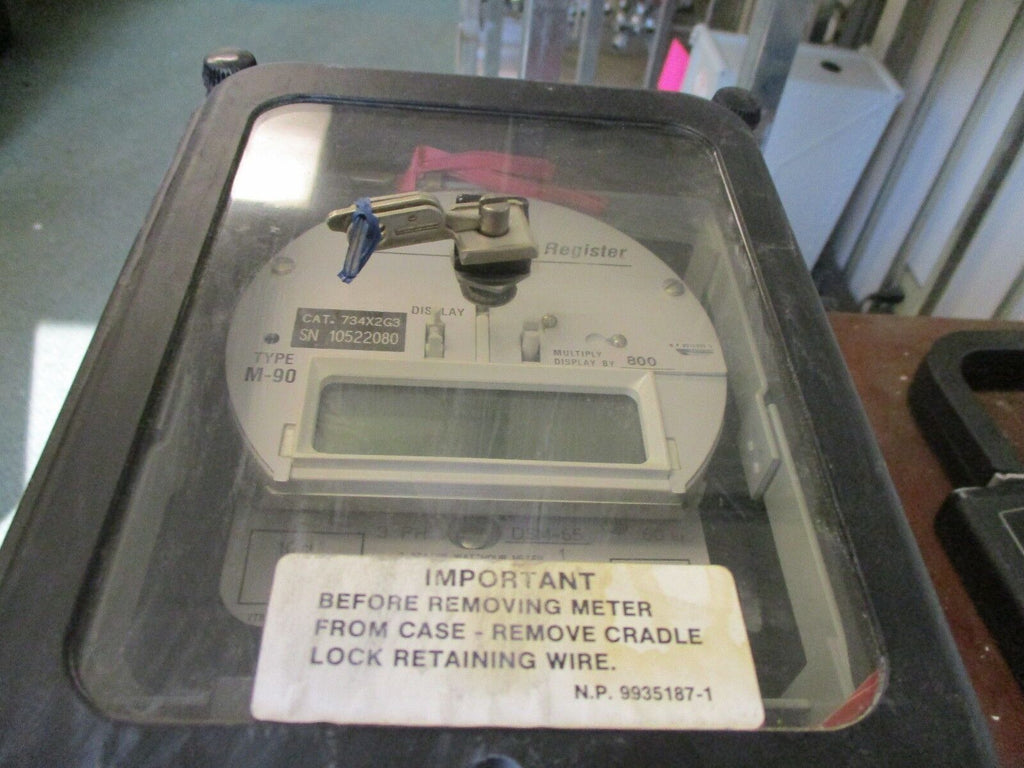 Register
DISPLAY
CAT. 734X2G3
SN 10522080
TYPE
M-90
MULTIPLY
DISPLAY BY 800
3 PH
60
IMPORTANT
BEFORE REMOVING METER
FROM CASE - REMOVE CRADLE
LOCK RETAINING WIRE.
N.P. 9935187-1